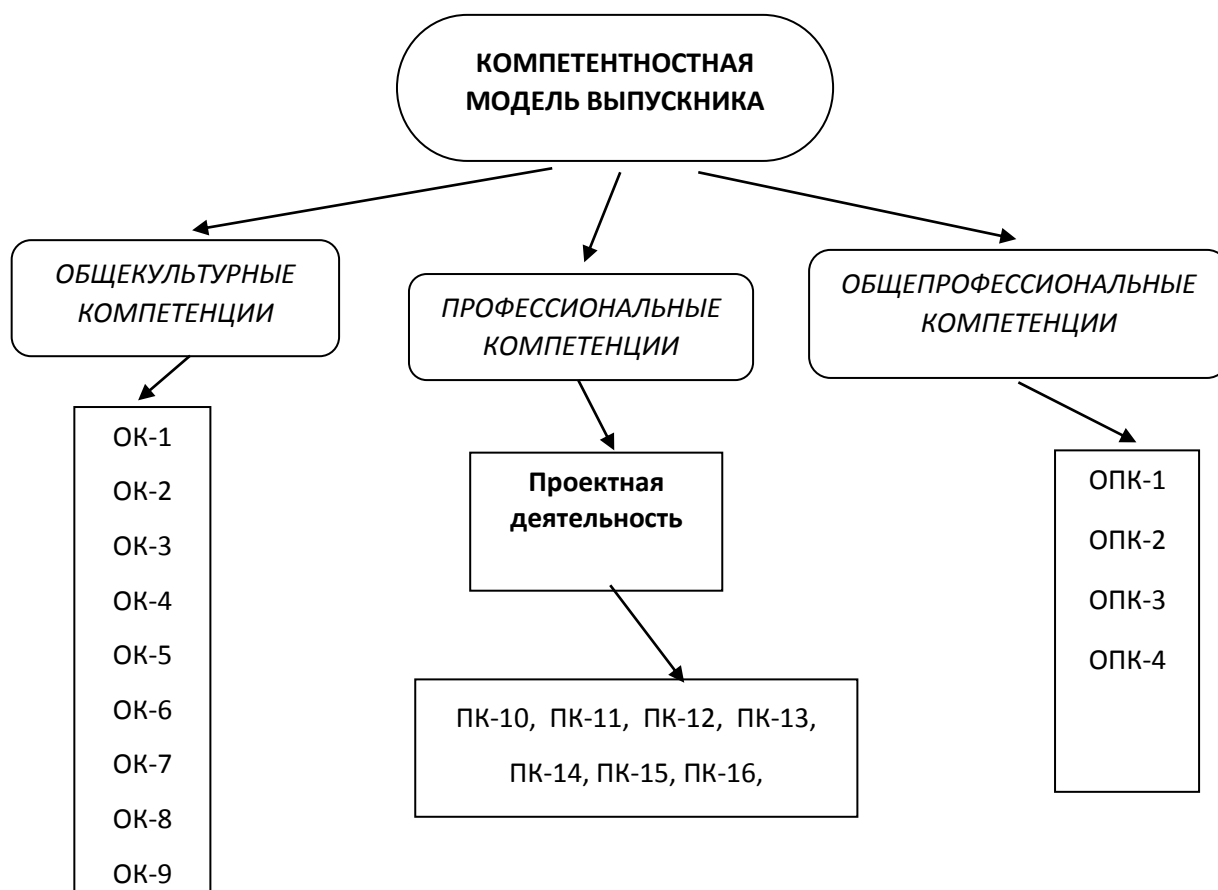 КОМПЕТЕНТНОСТНАЯ
МОДЕЛЬ ВЫПУСКНИКА
ОБЩЕКУЛЬТУРНЫЕ
КОМПЕТЕНЦИИ
ПРОФЕССИОНАЛЬНЫЕ
КОМПЕТЕНЦИИ
ОБЩЕПРОФЕССИОНАЛЬНЫЕ
КОМПЕТЕНЦИИ
ОК-1
ОК-2
ОК-3
ОК-4
ОК-5
ОК-6
ОК-7
ОК-8
ОК-9
Проектная
деятельность
ПК-10, ПК-11, ПК-12, ПК-13,
ПК-14, ПК-15, ПК-16,
ОПК-1
ОПК-2
ОПК-3
ОПК-4